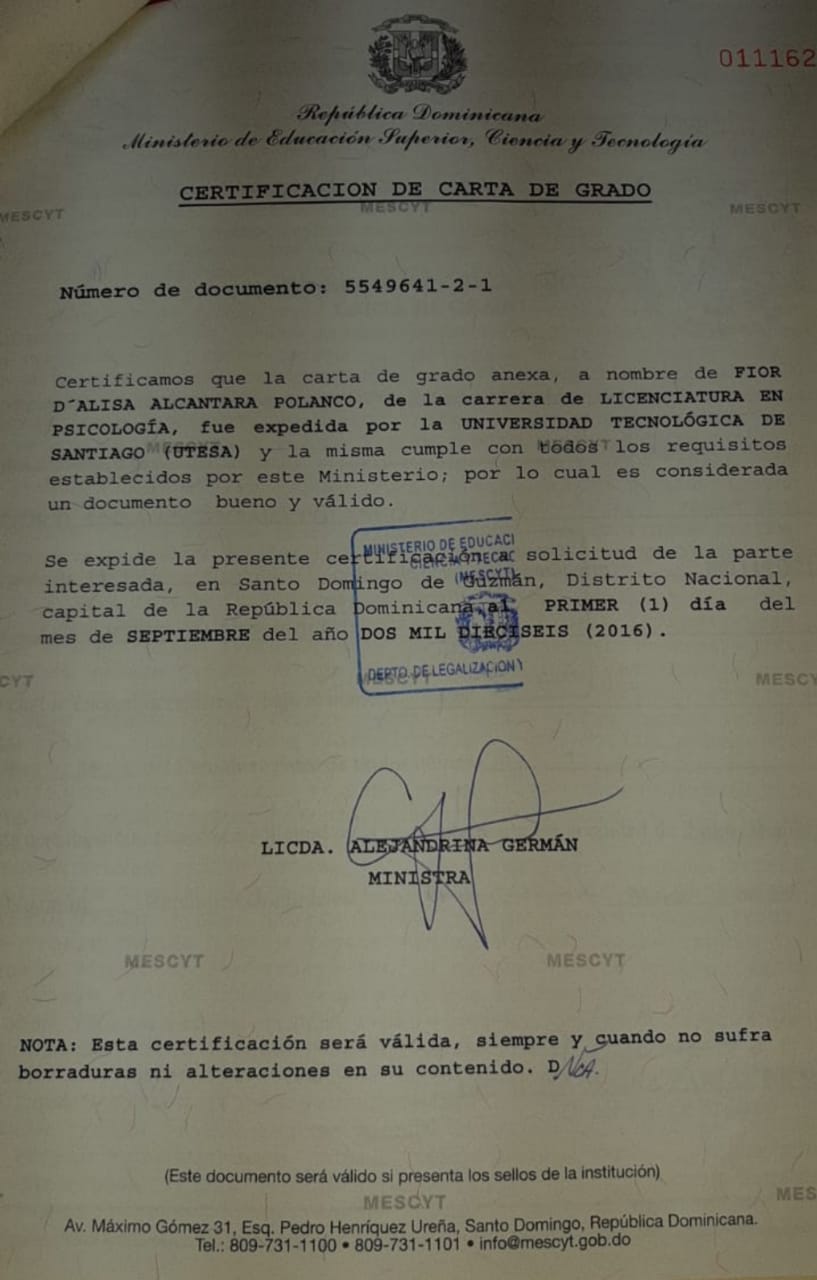 011162
República Dominicana
Ministerio de Educación Superior, Ciencia y Tecnología
CERTIFICACION DE CARTA DE GRADO
MESCYT MESCYT MESCYT
Número de documento: 5549641-2-1
Certificamos que la carta de grado anexa, a nombre de FIOR
D´ALISA ALCANTARA POLANCO, de la carrera de LICENCIATURA EN
PSICOLOGÍA, fue expedida por la UNIVERSIDAD TECNOLÓGICA DE
SANTIAGO (UTESA) y la misma cumple con todos los requisitos
MESCYT MESCYT
establecidos por este Ministerio; por lo cual es considerada
un documento bueno y válido.
MINISTERIO DE EDUCACI
Se expide la presente certificación a solicitud de la parte
(MESCYT)
interesada, en Santo Domingo de Guzmán, Distrito Nacional,
capital de la República Dominicana al PRIMER (1) día del
mes de SEPTIEMBRE del año DOS MIL DIECISEIS (2016).
DEPTO. DE LEGALIZACION
CYT MESCYT MESCY
LICDA. ALEJANDRINA GERMÁN
MINISTRA
MESCYT MESCYT
NOTA: Esta certificación será válida, siempre y cuando no sufra
borraduras ni alteraciones en su contenido. D
(Este documento será válido si presenta los sellos de la institución)
MESCYT MES
Av. Máximo Gómez 31, Esq. Pedro Henríquez Ureña, Santo Domingo, República Dominicana.
Tel.: 809-731-1100 • 809-731-1101 • info@mescyt.gob.do